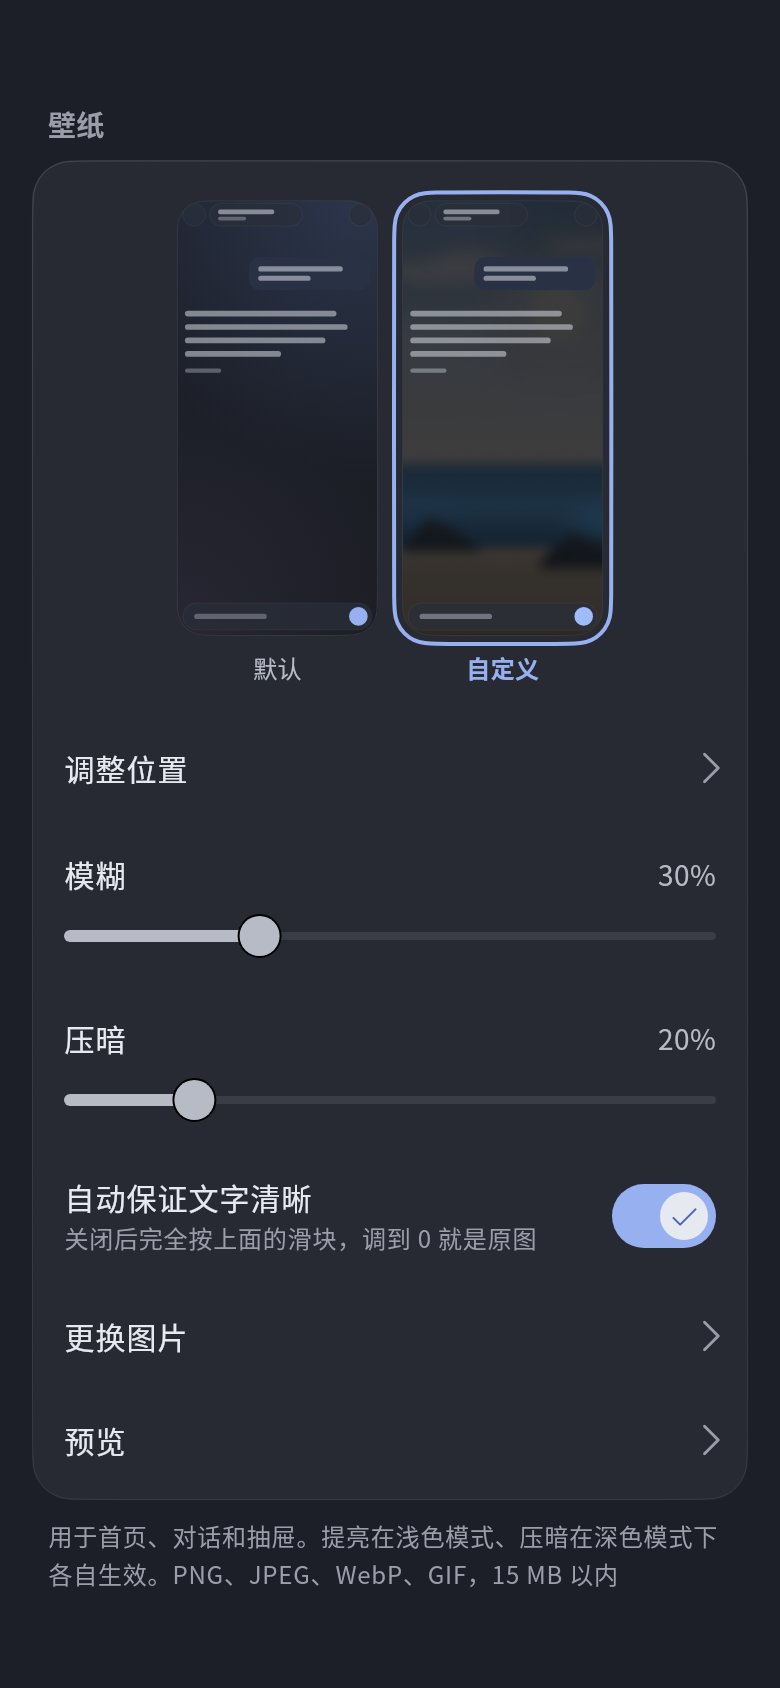 壁纸
默认
自定义
调整位置
模糊
30%
压暗
20%
自动保证文字清晰
关闭后完全按上面的滑块，调到 0 就是原图
更换图片
预览
用于首页、对话和抽屉。提亮在浅色模式、压暗在深色模式下
各自生效。PNG、JPEG、WebP、GIF，15 MB 以内